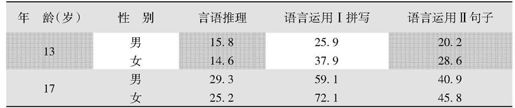 年 龄(岁) 性 别 言语推理 语言运用Ⅰ拼写 语言运用Ⅱ句子
13 男 15.8 25.9 20.2
女 14.6 37.9 28.6
17 男 29.3 59.1 40.9
女 25.2 72.1 45.8